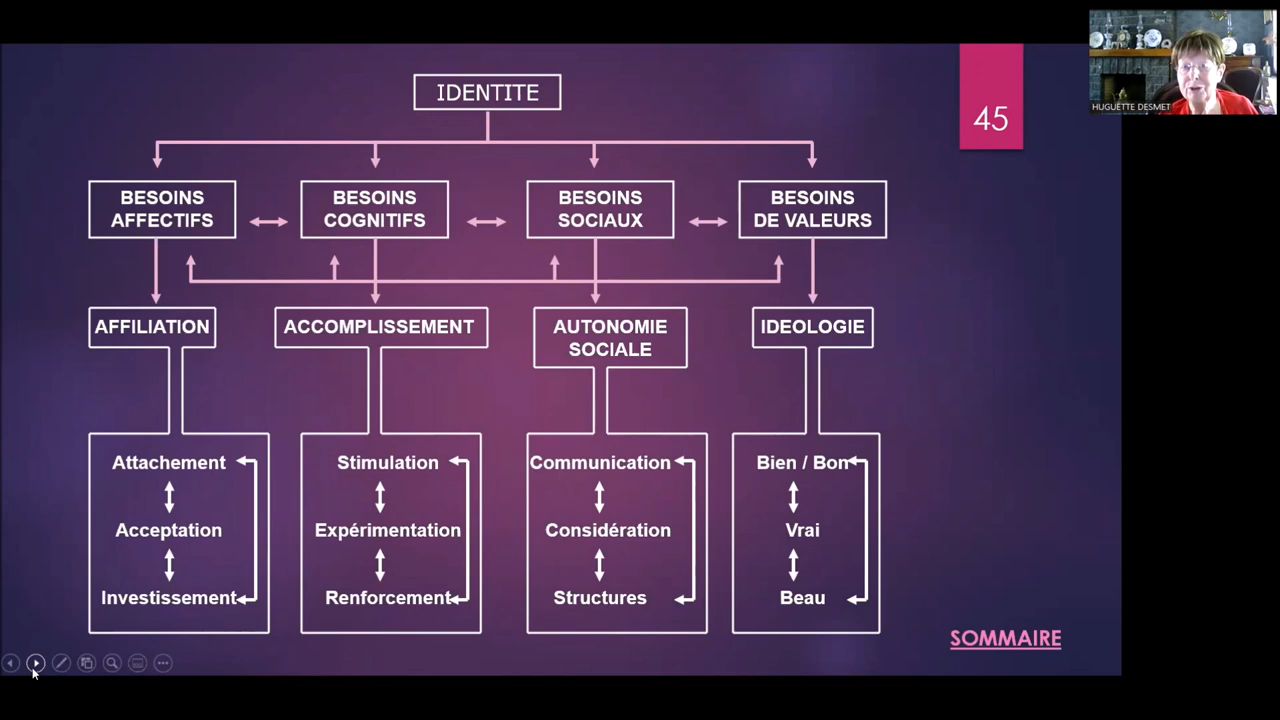 IDENTITE
45
HUGUETTE DESMET
BESOINS
AFFECTIFS
BESOINS
COGNITIFS
BESOINS
SOCIAUX
BESOINS
DE VALEURS
AFFILIATION
ACCOMPLISSEMENT
AUTONOMIE
SOCIALE
IDEOLOGIE
Attachement
Acceptation
Investissement
Stimulation
Expérimentation
Renforcement
Communication
Considération
Structures
Bien / Bon
Vrai
Beau
SOMMAIRE